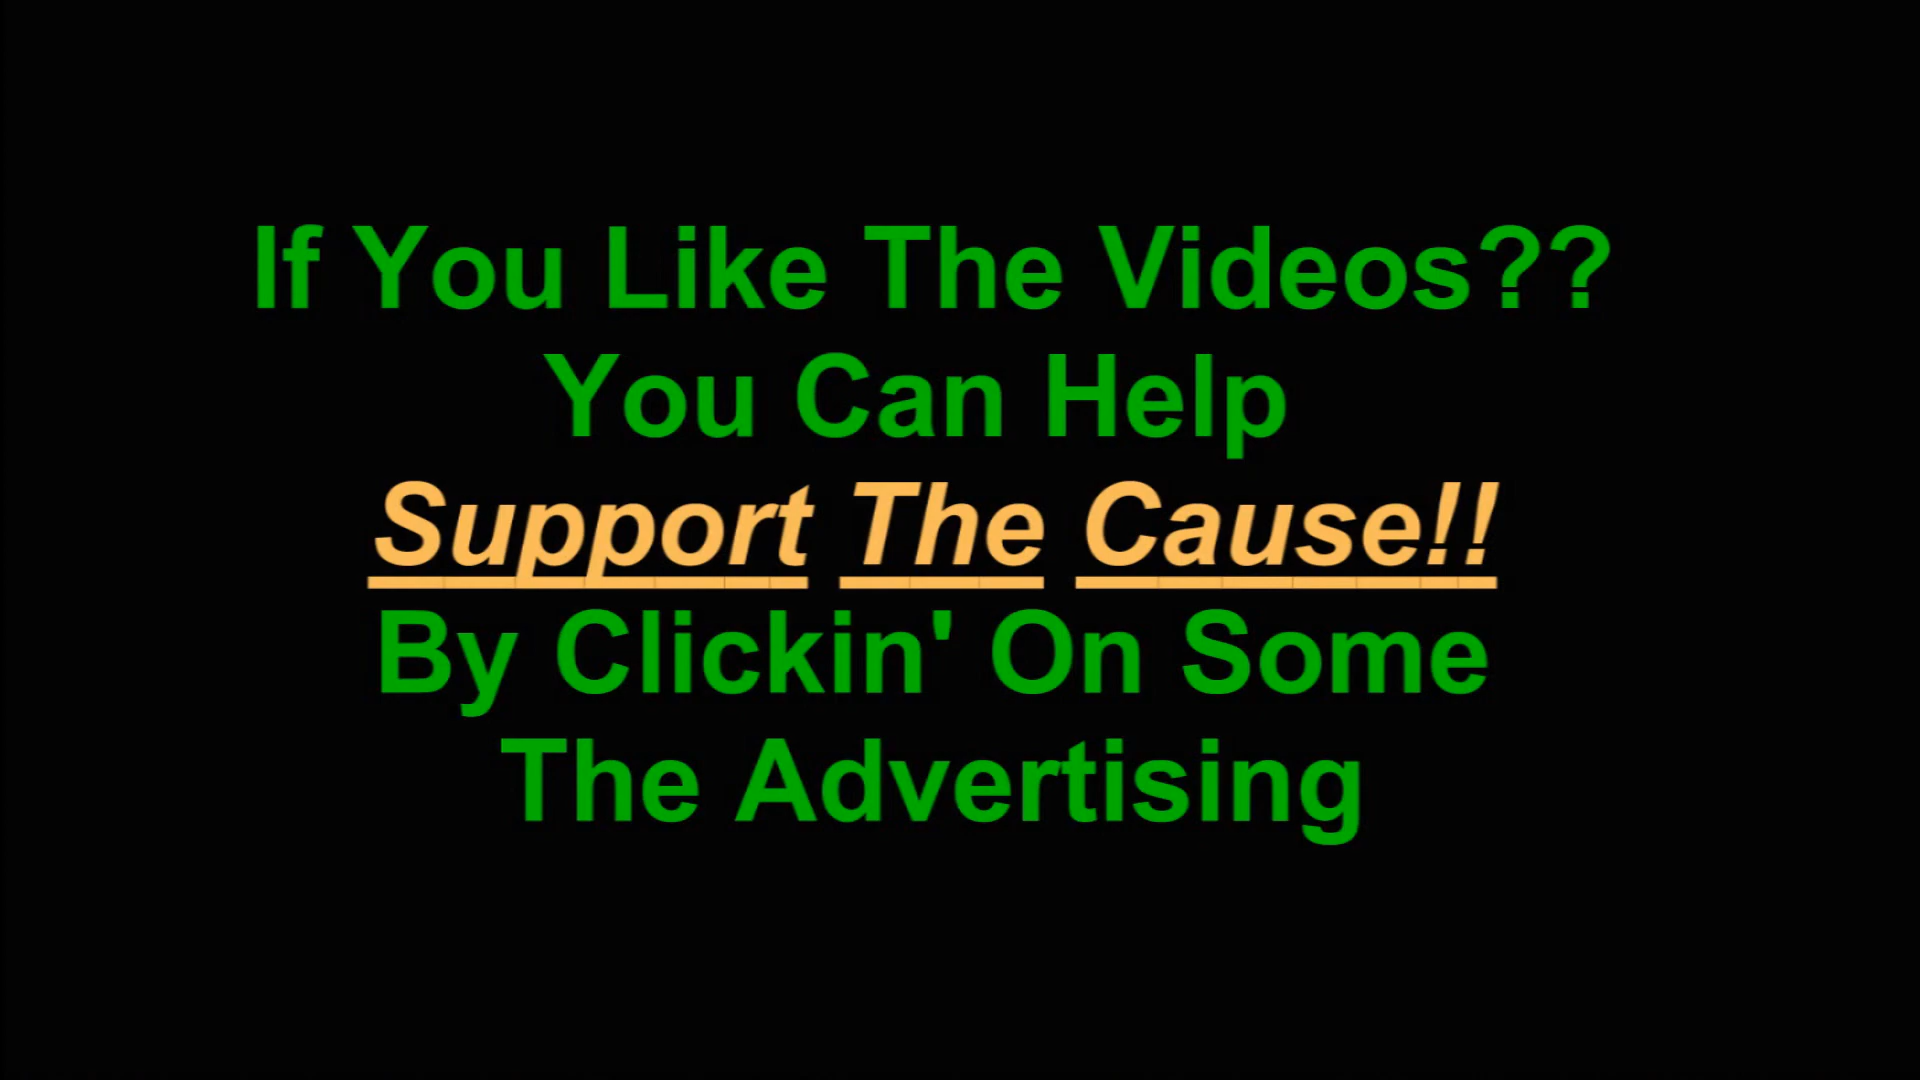 If You Like The Videos??
You Can Help
Support The Cause!!
By Clickin' On Some
The Advertising